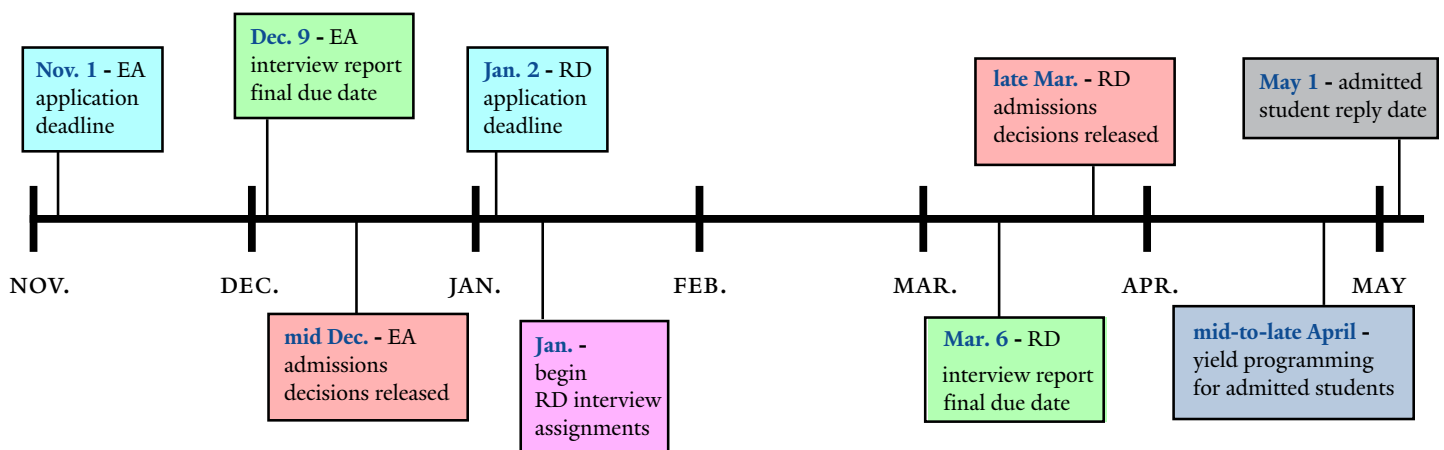 Nov. 1 - EA
application
deadline
Dec. 9 - EA
interview report
final due date
Jan. 2 - RD
application
deadline
late Mar. - RD
admissions
decisions released
May 1 - admitted
student reply date
NOV.
DEC.
JAN.
FEB.
MAR.
APR.
MAY
mid Dec. - EA
admissions
decisions released
Jan. -
begin
RD interview
assignments
Mar. 6 - RD
interview report
final due date
mid-to-late April -
yield programming
for admitted students